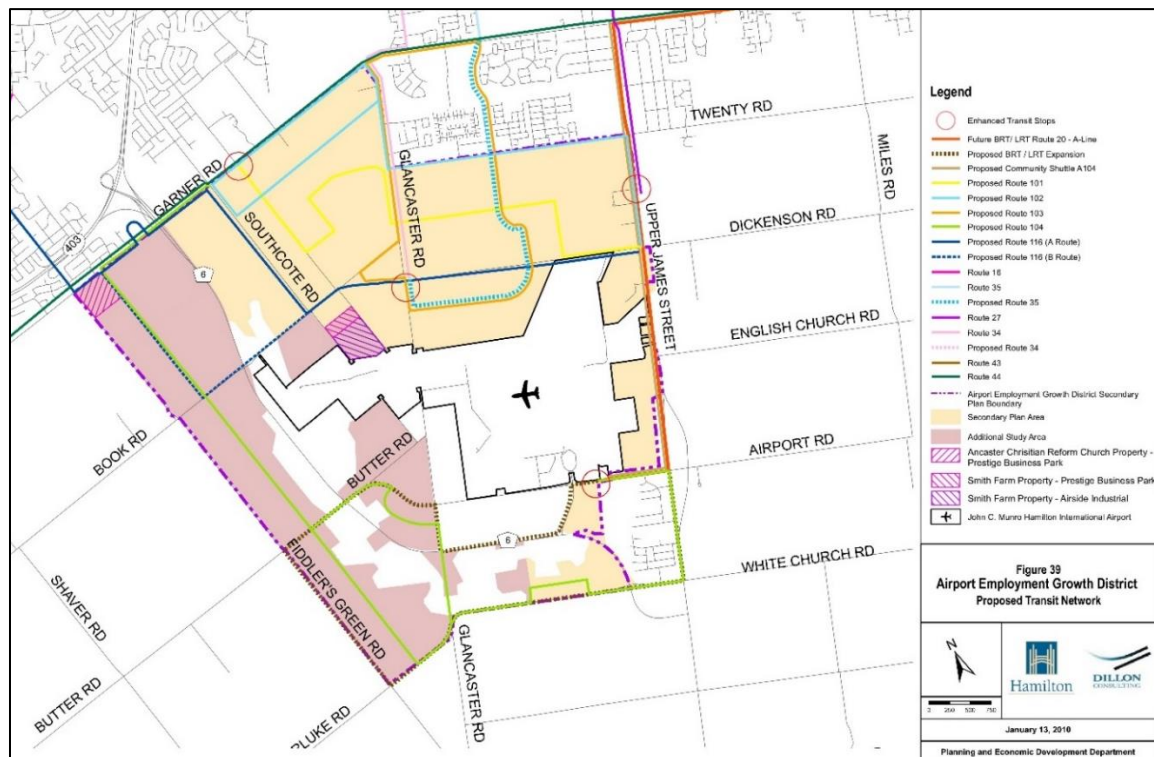 TWENTY RD
MILES RD
GARNER RD
GLANCASTER RD
SOUTHCOTE RD
DICKENSON RD
403
6
UPPER JAMES STREET
ENGLISH CHURCH RD
BOOK RD
BUTTER RD
AIRPORT RD
6
WHITE CHURCH RD
SHAVER RD
FIDDLER'S GREEN RD
GLANCASTER RD
BUTTER RD
Legend
Enhanced Transit Stops
Future BRT/ LRT Route 20 - A-Line
Proposed BRT / LRT Expansion
Proposed Community Shuttle A104
Proposed Route 101
Proposed Route 102
Proposed Route 103
Proposed Route 104
Proposed Route 116 (A Route)
Proposed Route 116 (B Route)
Route 16
Route 35
Proposed Route 35
Route 27
Route 34
Proposed Route 34
Route 43
Route 44
Airport Employment Growth District Secondary
Plan Boundary
Secondary Plan Area
Additional Study Area
Ancaster Chrisitian Reform Church Property -
Prestige Business Park
Smith Farm Property - Prestige Business Park
Smith Farm Property - Airside Industrial
John C. Munro Hamilton International Airport
Figure 39
Airport Employment Growth District
Proposed Transit Network
N
Hamilton
DILLON
CONSULTING
0 250 500 750
January 13, 2010
Planning and Economic Development Department